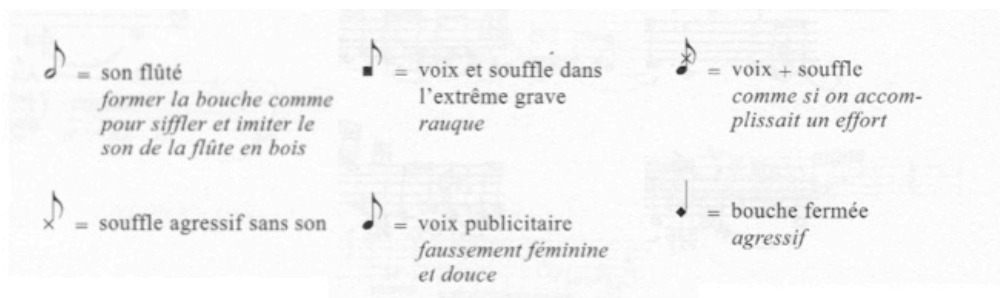 = son flûté
former la bouche comme
pour siffler et imiter le
son de la flûte en bois
= souffle agressif sans son
= voix et souffle dans
l'extrême grave
rauque
= voix publicitaire
faussement féminine
et douce
= voix + souffle
comme si on accom-
plissait un effort
= bouche fermée
agressif